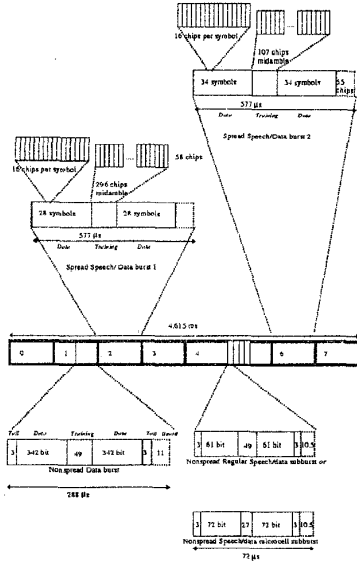 16 chips per symbol
107 chips
midamble
34 symbols
34 symbols
55
chips
577 µs
Data
Training
Data
Spread Speech/Data burst 2
16 chips per symbol
296 chips
midamble
58 chips
28 symbols
28 symbols
577 µs
Data
Training
Data
Spread Speech/Data burst 1
4,615 ms
0
1
2
3
4
6
7
Tail
Data
Training
Data
Tail
Guard
3
342 bit
49
342 bit
3
11
Nonspread Data burst
288 µs
3
61 bit
49
61 bit
3
10.5
Nonspread Regular Speech/data subburst or
3
72 bit
27
72 bit
3
10.5
Nonspread Speech/data microcell subburst
72 µs